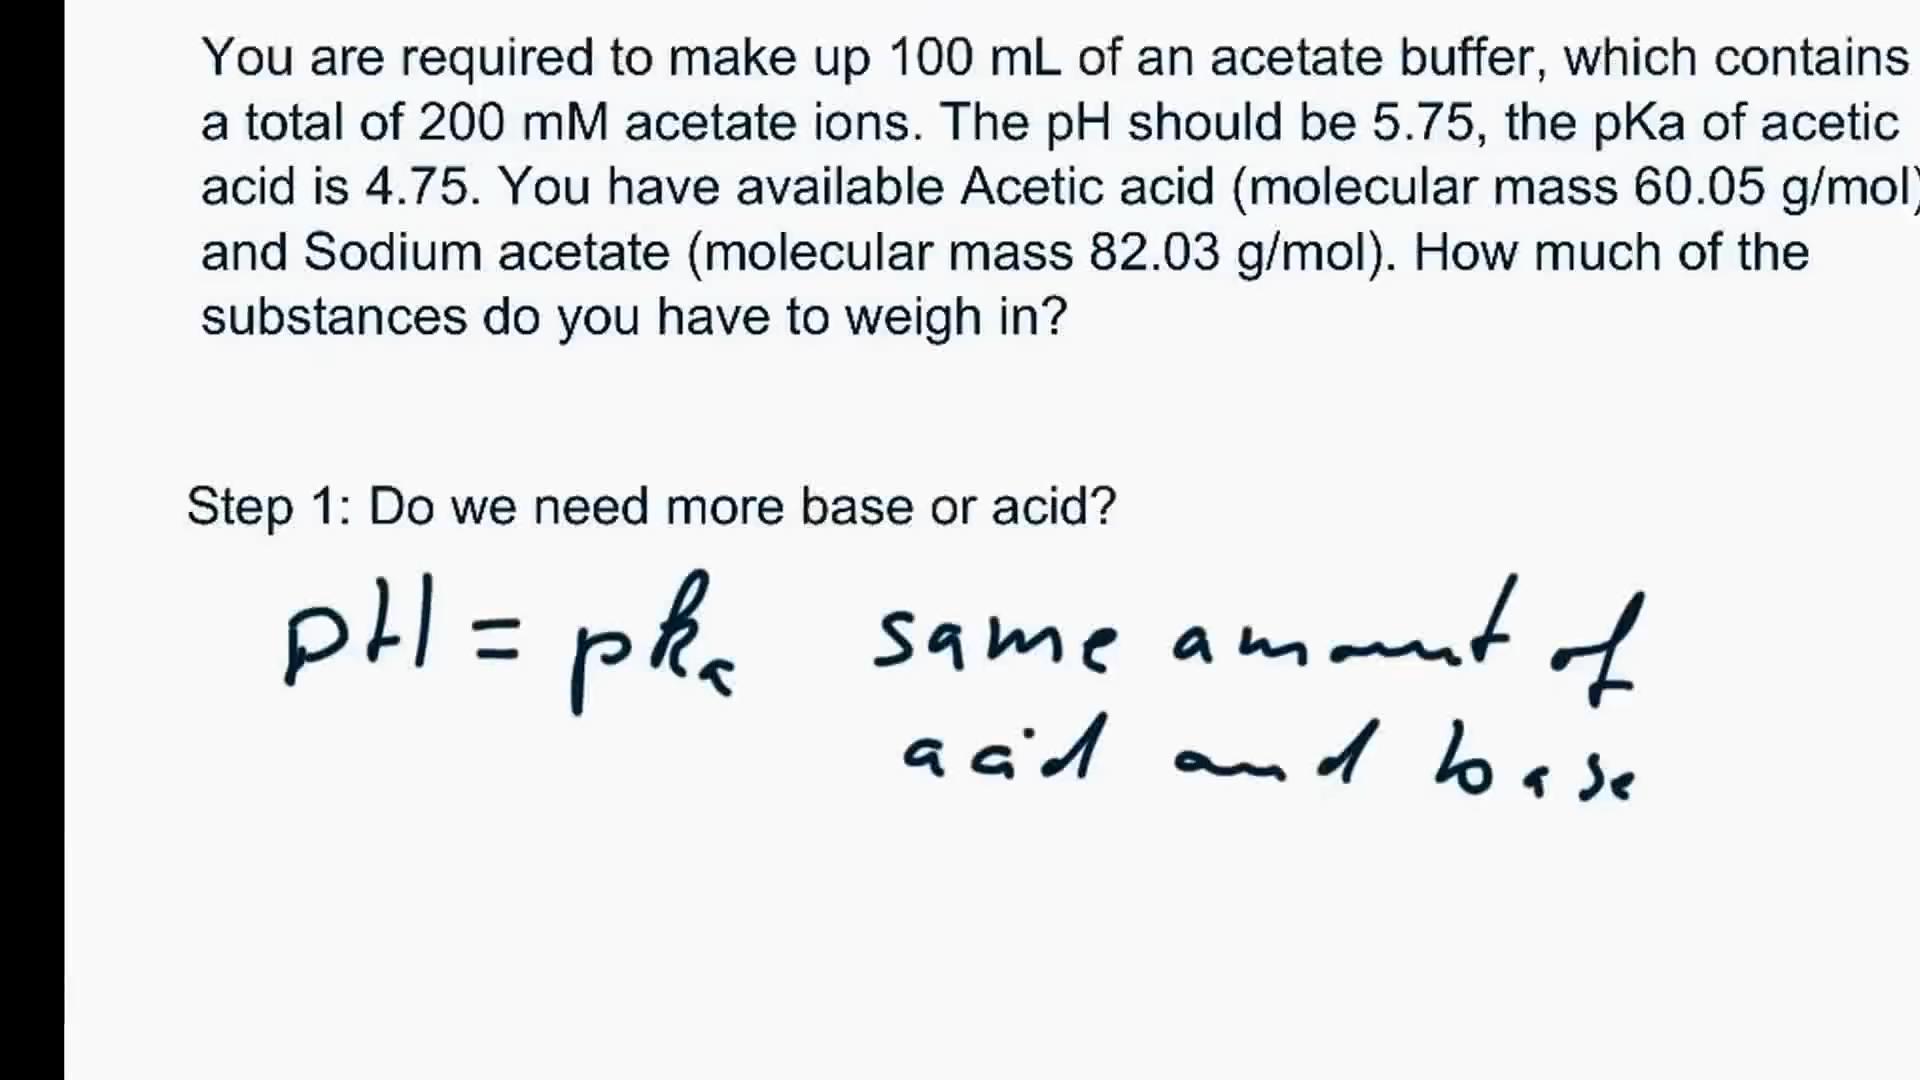 You are required to make up 100 mL of an acetate buffer, which contains
a total of 200 mM acetate ions. The pH should be 5.75, the pKa of acetic
acid is 4.75. You have available Acetic acid (molecular mass 60.05 g/mol)
and Sodium acetate (molecular mass 82.03 g/mol). How much of the
substances do you have to weigh in?
Step 1: Do we need more base or acid?
pH = pka same amount of
acid and base